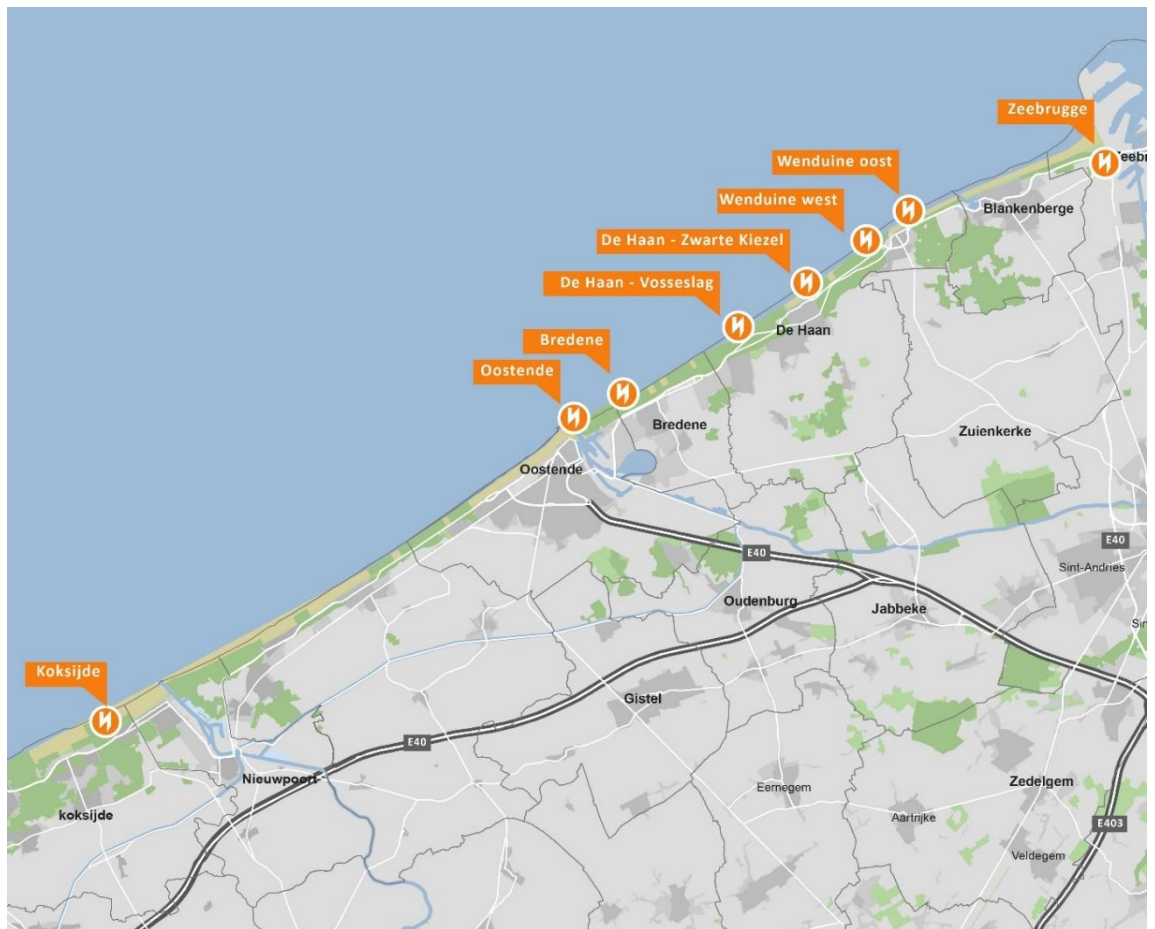 Zeebrugge
Wenduine oost
Wenduine west
Blankenberge
De Haan - Zwarte Kiezel
De Haan - Vosseslag
De Haan
Bredene
Oostende
Bredene
Zuienkerke
Oostende
E40
E40
Sint-Andries
Oudenburg
Jabbeke
Koksijde
Gistel
E40
Nieuwpoort
Zedelgem
Eernegem
koksijde
Aartrijke
E403
Veldegem